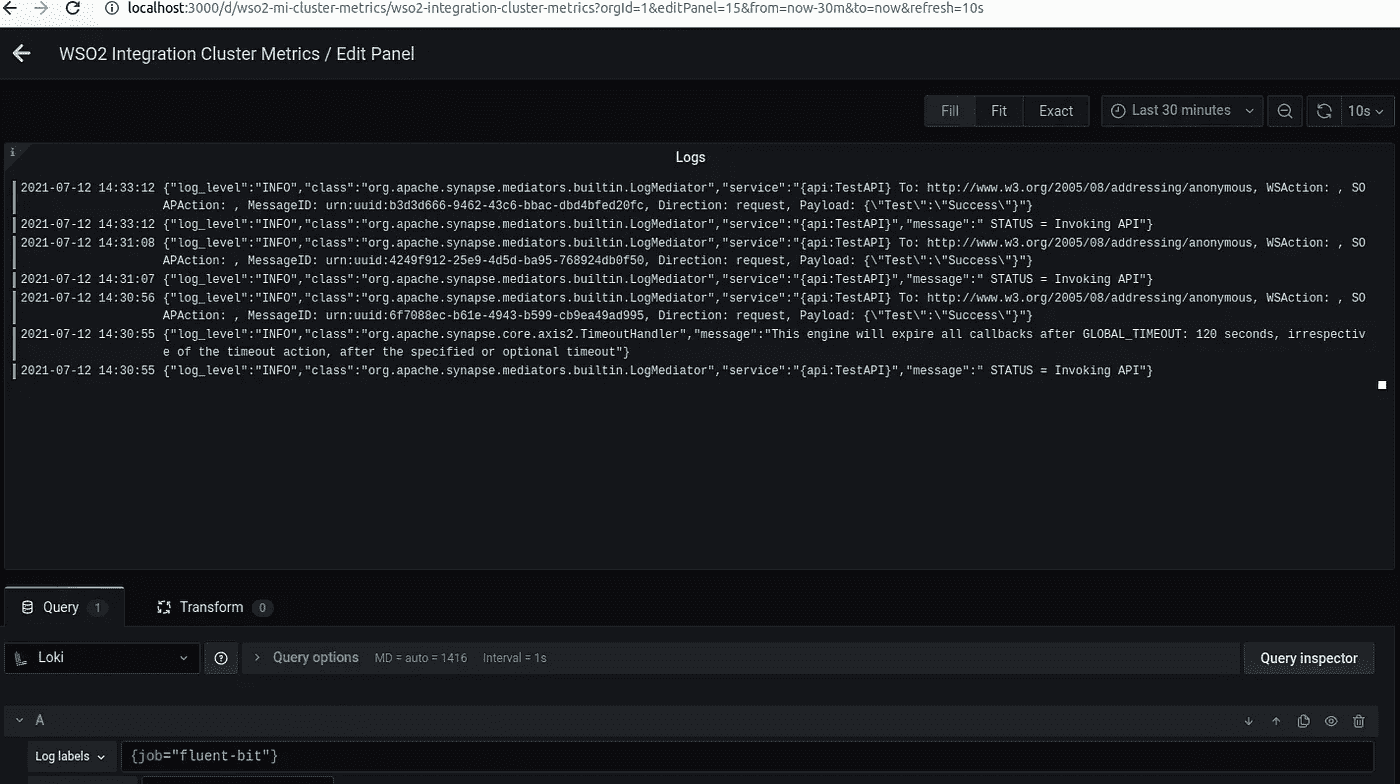 localhost:3000/d/wso2-mi-cluster-metrics/wso2-integration-cluster-metrics?orgId=1&editPanel=15&from=now-30m&to=now&refresh=10s
WSO2 Integration Cluster Metrics / Edit Panel
Fill Fit Exact Last 30 minutes 10s
i
Logs
2021-07-12 14:33:12 {"log_level":"INFO","class":"org.apache.synapse.mediators.builtin.LogMediator","service":"{api:TestAPI} To: http://www.w3.org/2005/08/addressing/anonymous, WSAction: , SO
APAction: , MessageID: urn:uuid:b3d3d666-9462-43c6-bbac-dbd4bfed20fc, Direction: request, Payload: {\"Test\":\"Success\"}"}
2021-07-12 14:33:12 {"log_level":"INFO","class":"org.apache.synapse.mediators.builtin.LogMediator","service":"{api:TestAPI}","message":" STATUS = Invoking API"}
2021-07-12 14:31:08 {"log_level":"INFO","class":"org.apache.synapse.mediators.builtin.LogMediator","service":"{api:TestAPI} To: http://www.w3.org/2005/08/addressing/anonymous, WSAction: , SO
APAction: , MessageID: urn:uuid:4249f912-25e9-4d5d-ba95-768924db0f50, Direction: request, Payload: {\"Test\":\"Success\"}"}
2021-07-12 14:31:07 {"log_level":"INFO","class":"org.apache.synapse.mediators.builtin.LogMediator","service":"{api:TestAPI}","message":" STATUS = Invoking API"}
2021-07-12 14:30:56 {"log_level":"INFO","class":"org.apache.synapse.mediators.builtin.LogMediator","service":"{api:TestAPI} To: http://www.w3.org/2005/08/addressing/anonymous, WSAction: , SO
APAction: , MessageID: urn:uuid:6f7088ec-b61e-4943-b599-cb9ea49ad995, Direction: request, Payload: {\"Test\":\"Success\"}"}
2021-07-12 14:30:55 {"log_level":"INFO","class":"org.apache.synapse.core.axis2.TimeoutHandler","message":"This engine will expire all callbacks after GLOBAL_TIMEOUT: 120 seconds, irrespectiv
e of the timeout action, after the specified or optional timeout"}
2021-07-12 14:30:55 {"log_level":"INFO","class":"org.apache.synapse.mediators.builtin.LogMediator","service":"{api:TestAPI}","message":" STATUS = Invoking API"}
Query 1 Transform 0
Loki Query options MD = auto = 1416 Interval = 1s Query inspector
A
Log labels {job="fluent-bit"}